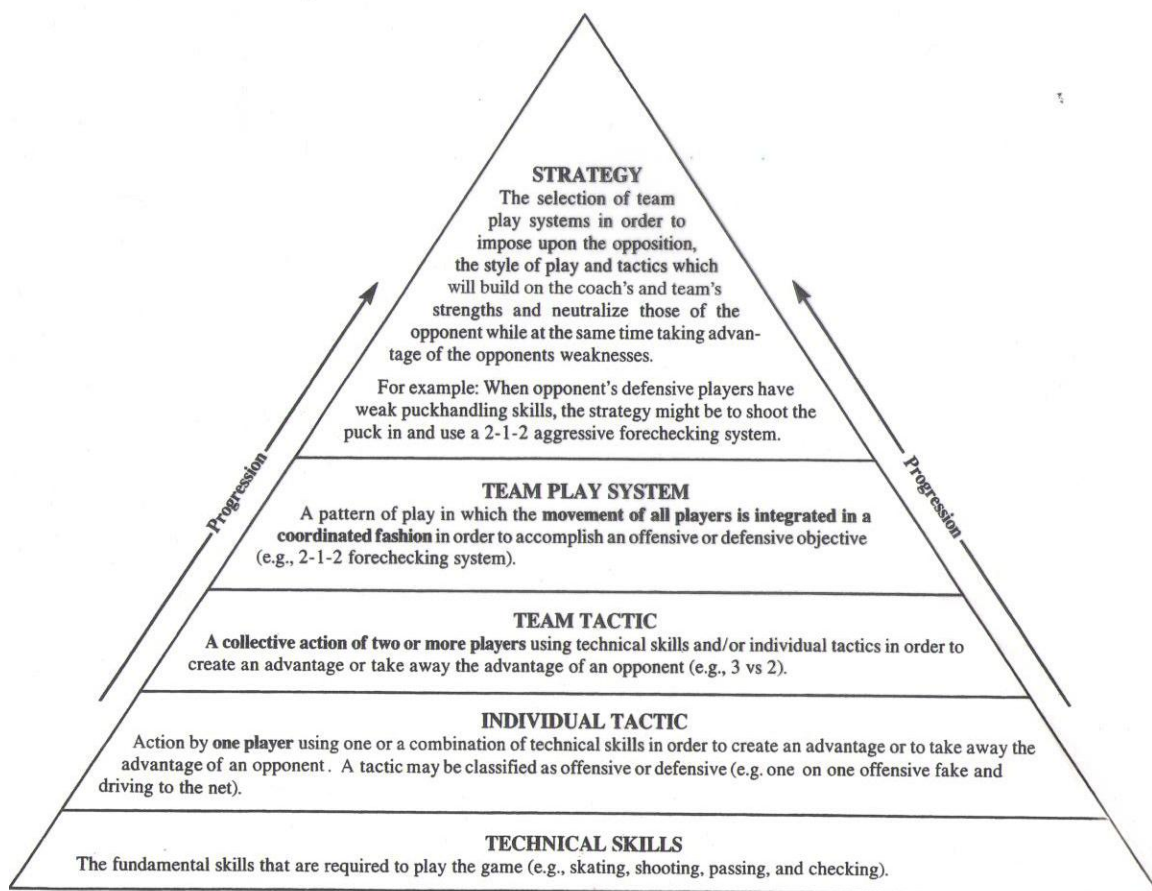 STRATEGY
The selection of team
play systems in order to
impose upon the opposition,
the style of play and tactics which
will build on the coach's and team's
strengths and neutralize those of the
opponent while at the same time taking advan-
tage of the opponents weaknesses.
For example: When opponent's defensive players have
weak puckhandling skills, the strategy might be to shoot the
puck in and use a 2-1-2 aggressive forechecking system.
Progression
Progression
TEAM PLAY SYSTEM
A pattern of play in which the movement of all players is integrated in a
coordinated fashion in order to accomplish an offensive or defensive objective
(e.g., 2-1-2 forechecking system).
TEAM TACTIC
A collective action of two or more players using technical skills and/or individual tactics in order to
create an advantage or take away the advantage of an opponent (e.g., 3 vs 2).
INDIVIDUAL TACTIC
Action by one player using one or a combination of technical skills in order to create an advantage or to take away the
advantage of an opponent. A tactic may be classified as offensive or defensive (e.g. one on one offensive fake and
driving to the net).
TECHNICAL SKILLS
The fundamental skills that are required to play the game (e.g., skating, shooting, passing, and checking).